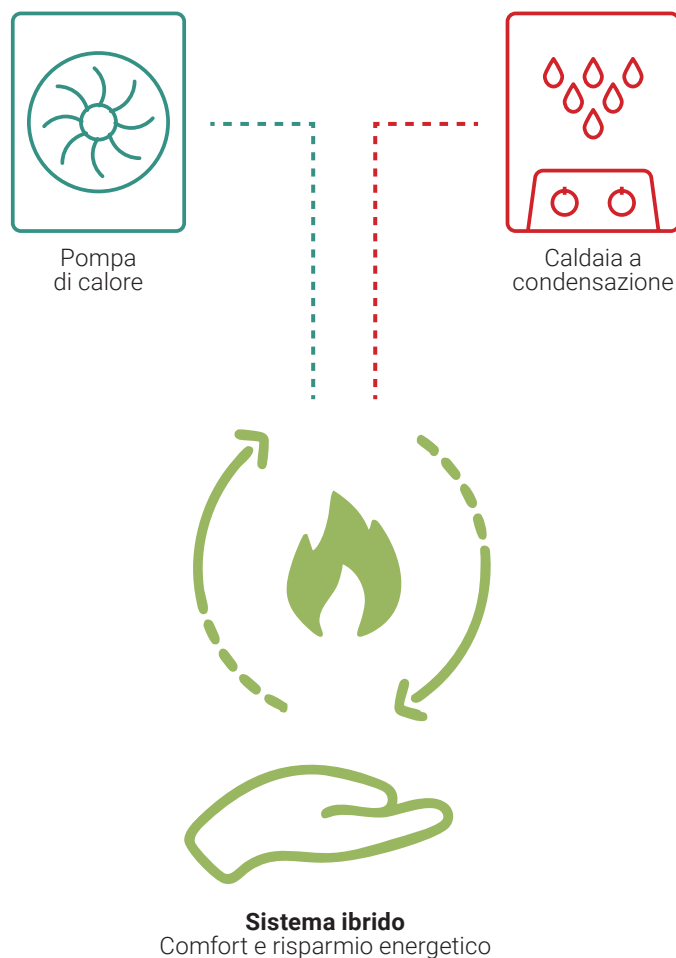 Pompa
di calore
Caldaia a
condensazione
Sistema ibrido
Comfort e risparmio energetico